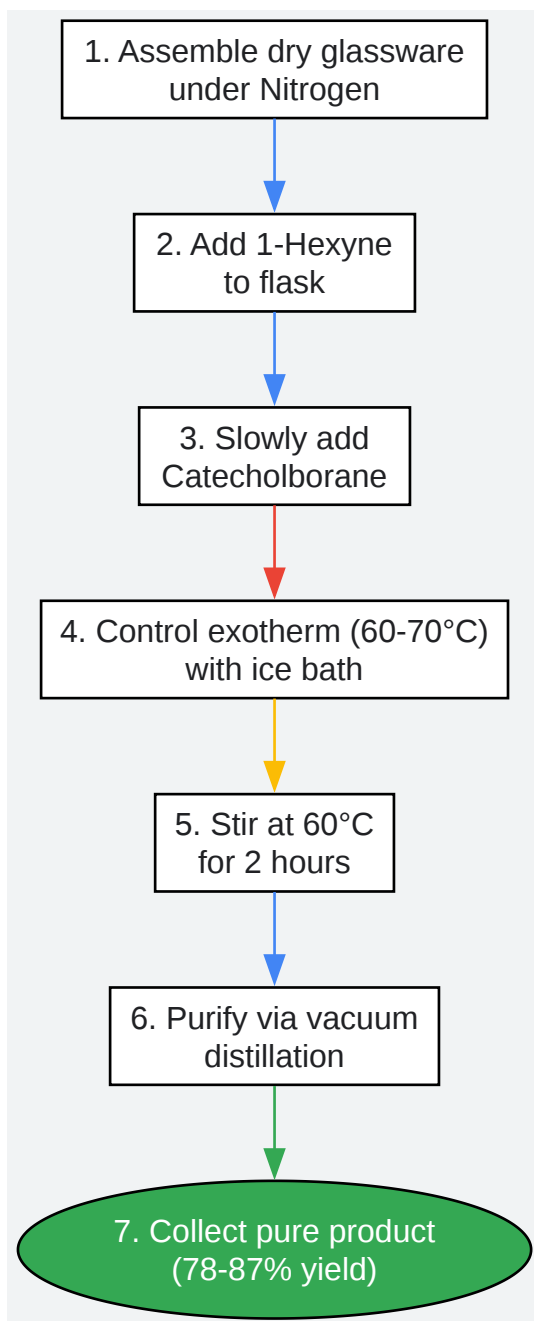 1. Assemble dry glassware
under Nitrogen
2. Add 1-Hexyne
to flask
3. Slowly add
Catecholborane
4. Control exotherm (60-70°C)
with ice bath
5. Stir at 60°C
for 2 hours
6. Purify via vacuum
distillation
7. Collect pure product
(78-87% yield)